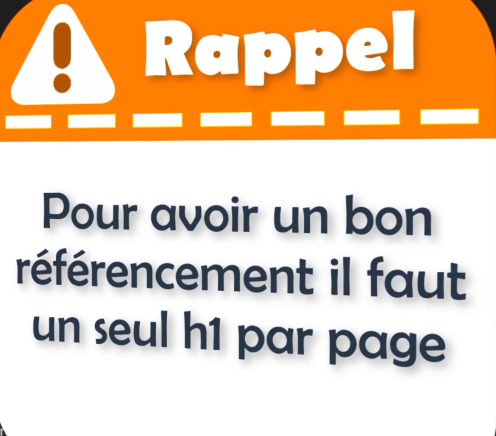 Rappel
Pour avoir un bon
référencement il faut
un seul h1 par page